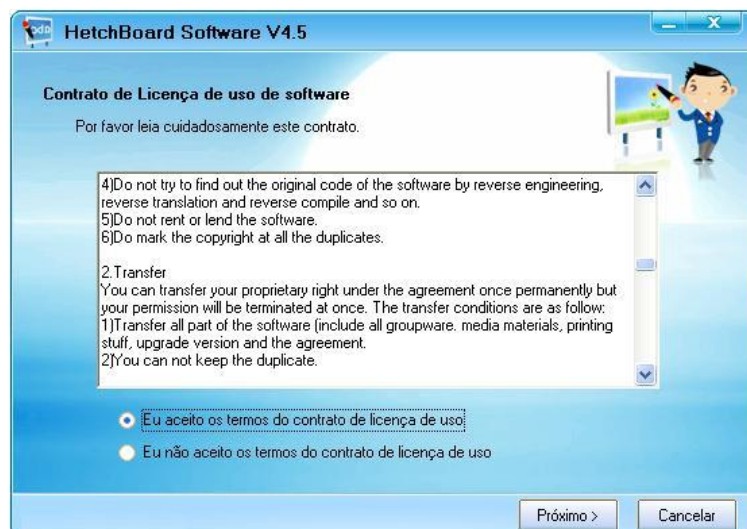 HetchBoard Software V4.5
Contrato de Licença de uso de software
Por favor leia cuidadosamente este contrato.
4)Do not try to find out the original code of the software by reverse engineering,
reverse translation and reverse compile and so on.
5)Do not rent or lend the software.
6)Do mark the copyright at all the duplicates.
2.Transfer
You can transfer your proprietary right under the agreement once permanently but
your permission will be terminated at once. The transfer conditions are as follow:
1)Transfer all part of the software (include all groupware. media materials, printing
stuff, upgrade version and the agreement.
2)You can not keep the duplicate.
Eu aceito os termos do contrato de licença de uso
Eu não aceito os termos do contrato de licença de uso
Próximo > Cancelar